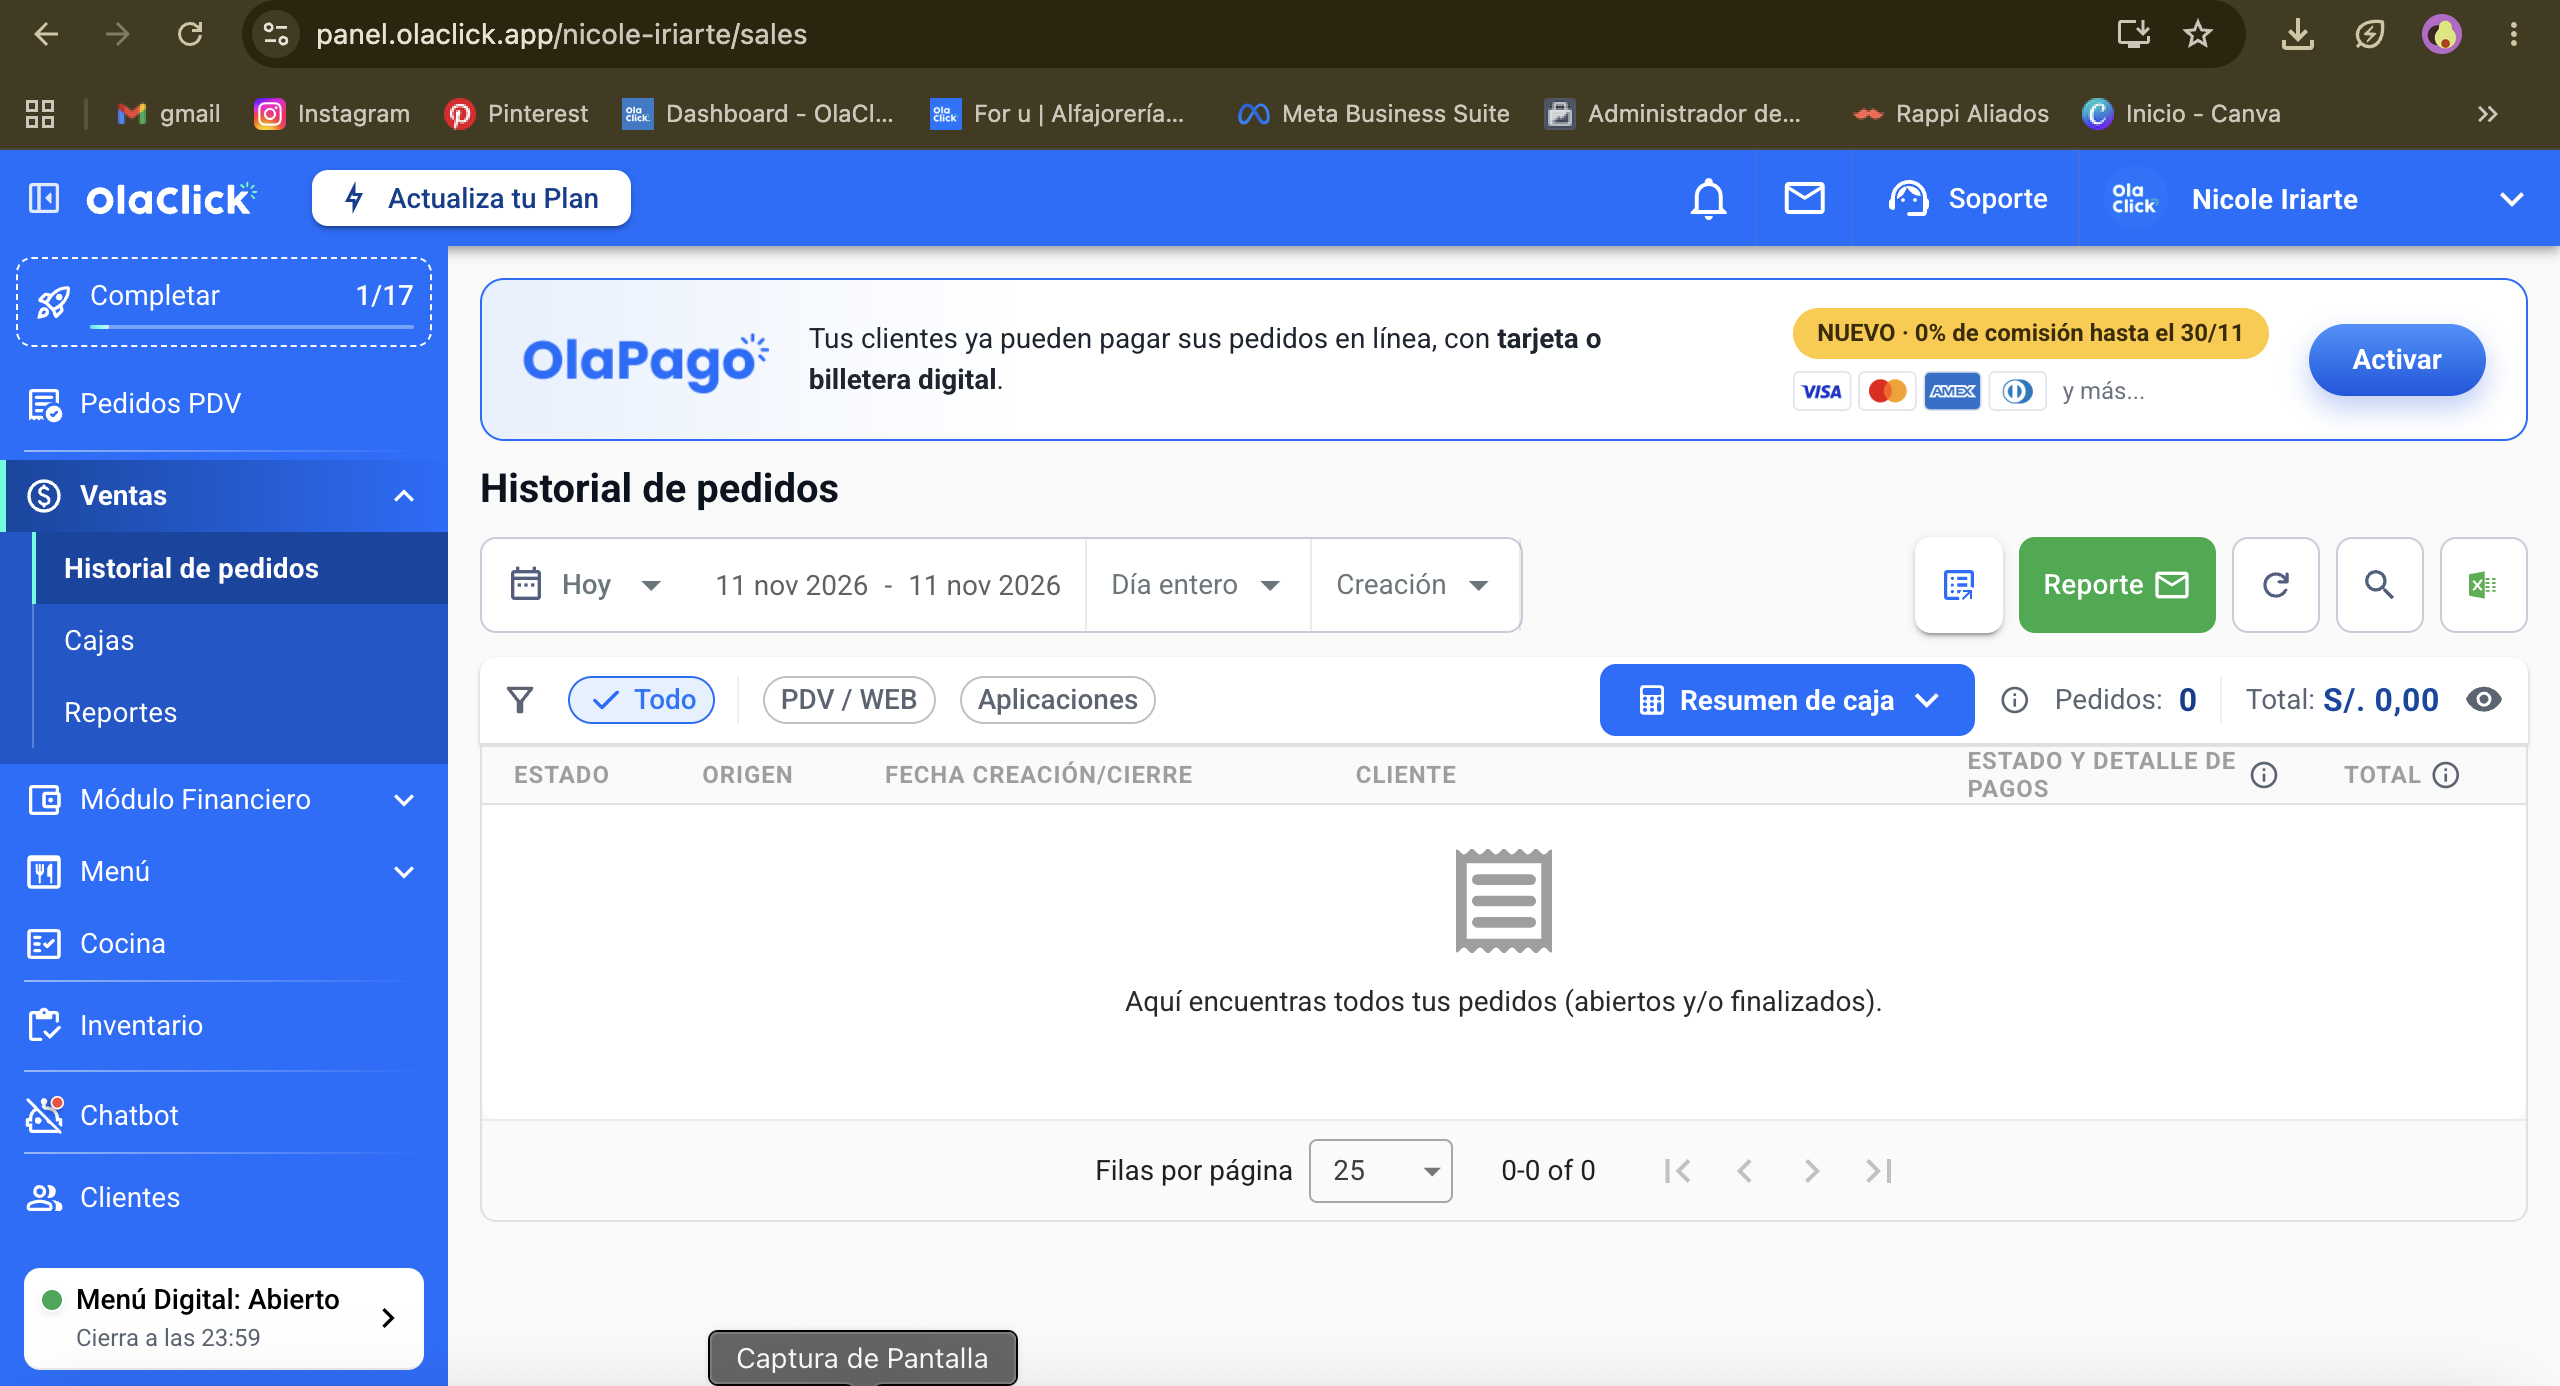 panel.olaclick.app/nicole-iriarte/sales
gmail
Instagram
Pinterest
Ola Click.
Dashboard - OlaCl...
Ola Click
For u | Alfajorería...
Meta Business Suite
Administrador de...
Rappi Aliados
Inicio - Canva
OlaClick
Actualiza tu Plan
Soporte
Ola Click
Nicole Iriarte
Completar
1/17
Pedidos PDV
Ventas
Historial de pedidos
Cajas
Reportes
Módulo Financiero
Menú
Cocina
Inventario
Chatbot
Clientes
Menú Digital: Abierto
Cierra a las 23:59
OlaPago
Tus clientes ya pueden pagar sus pedidos en línea, con tarjeta o
billetera digital.
NUEVO · 0% de comisión hasta el 30/11
VISA
AMEX
y más...
Activar
Historial de pedidos
Hoy
11 nov 2026 - 11 nov 2026
Día entero
Creación
Reporte
Todo
PDV / WEB
Aplicaciones
Resumen de caja
Pedidos: 0
Total: S/. 0,00
ESTADO
ORIGEN
FECHA CREACIÓN/CIERRE
CLIENTE
ESTADO Y DETALLE DE
PAGOS
TOTAL
Aquí encuentras todos tus pedidos (abiertos y/o finalizados).
Filas por página
25
0-0 of 0
Captura de Pantalla